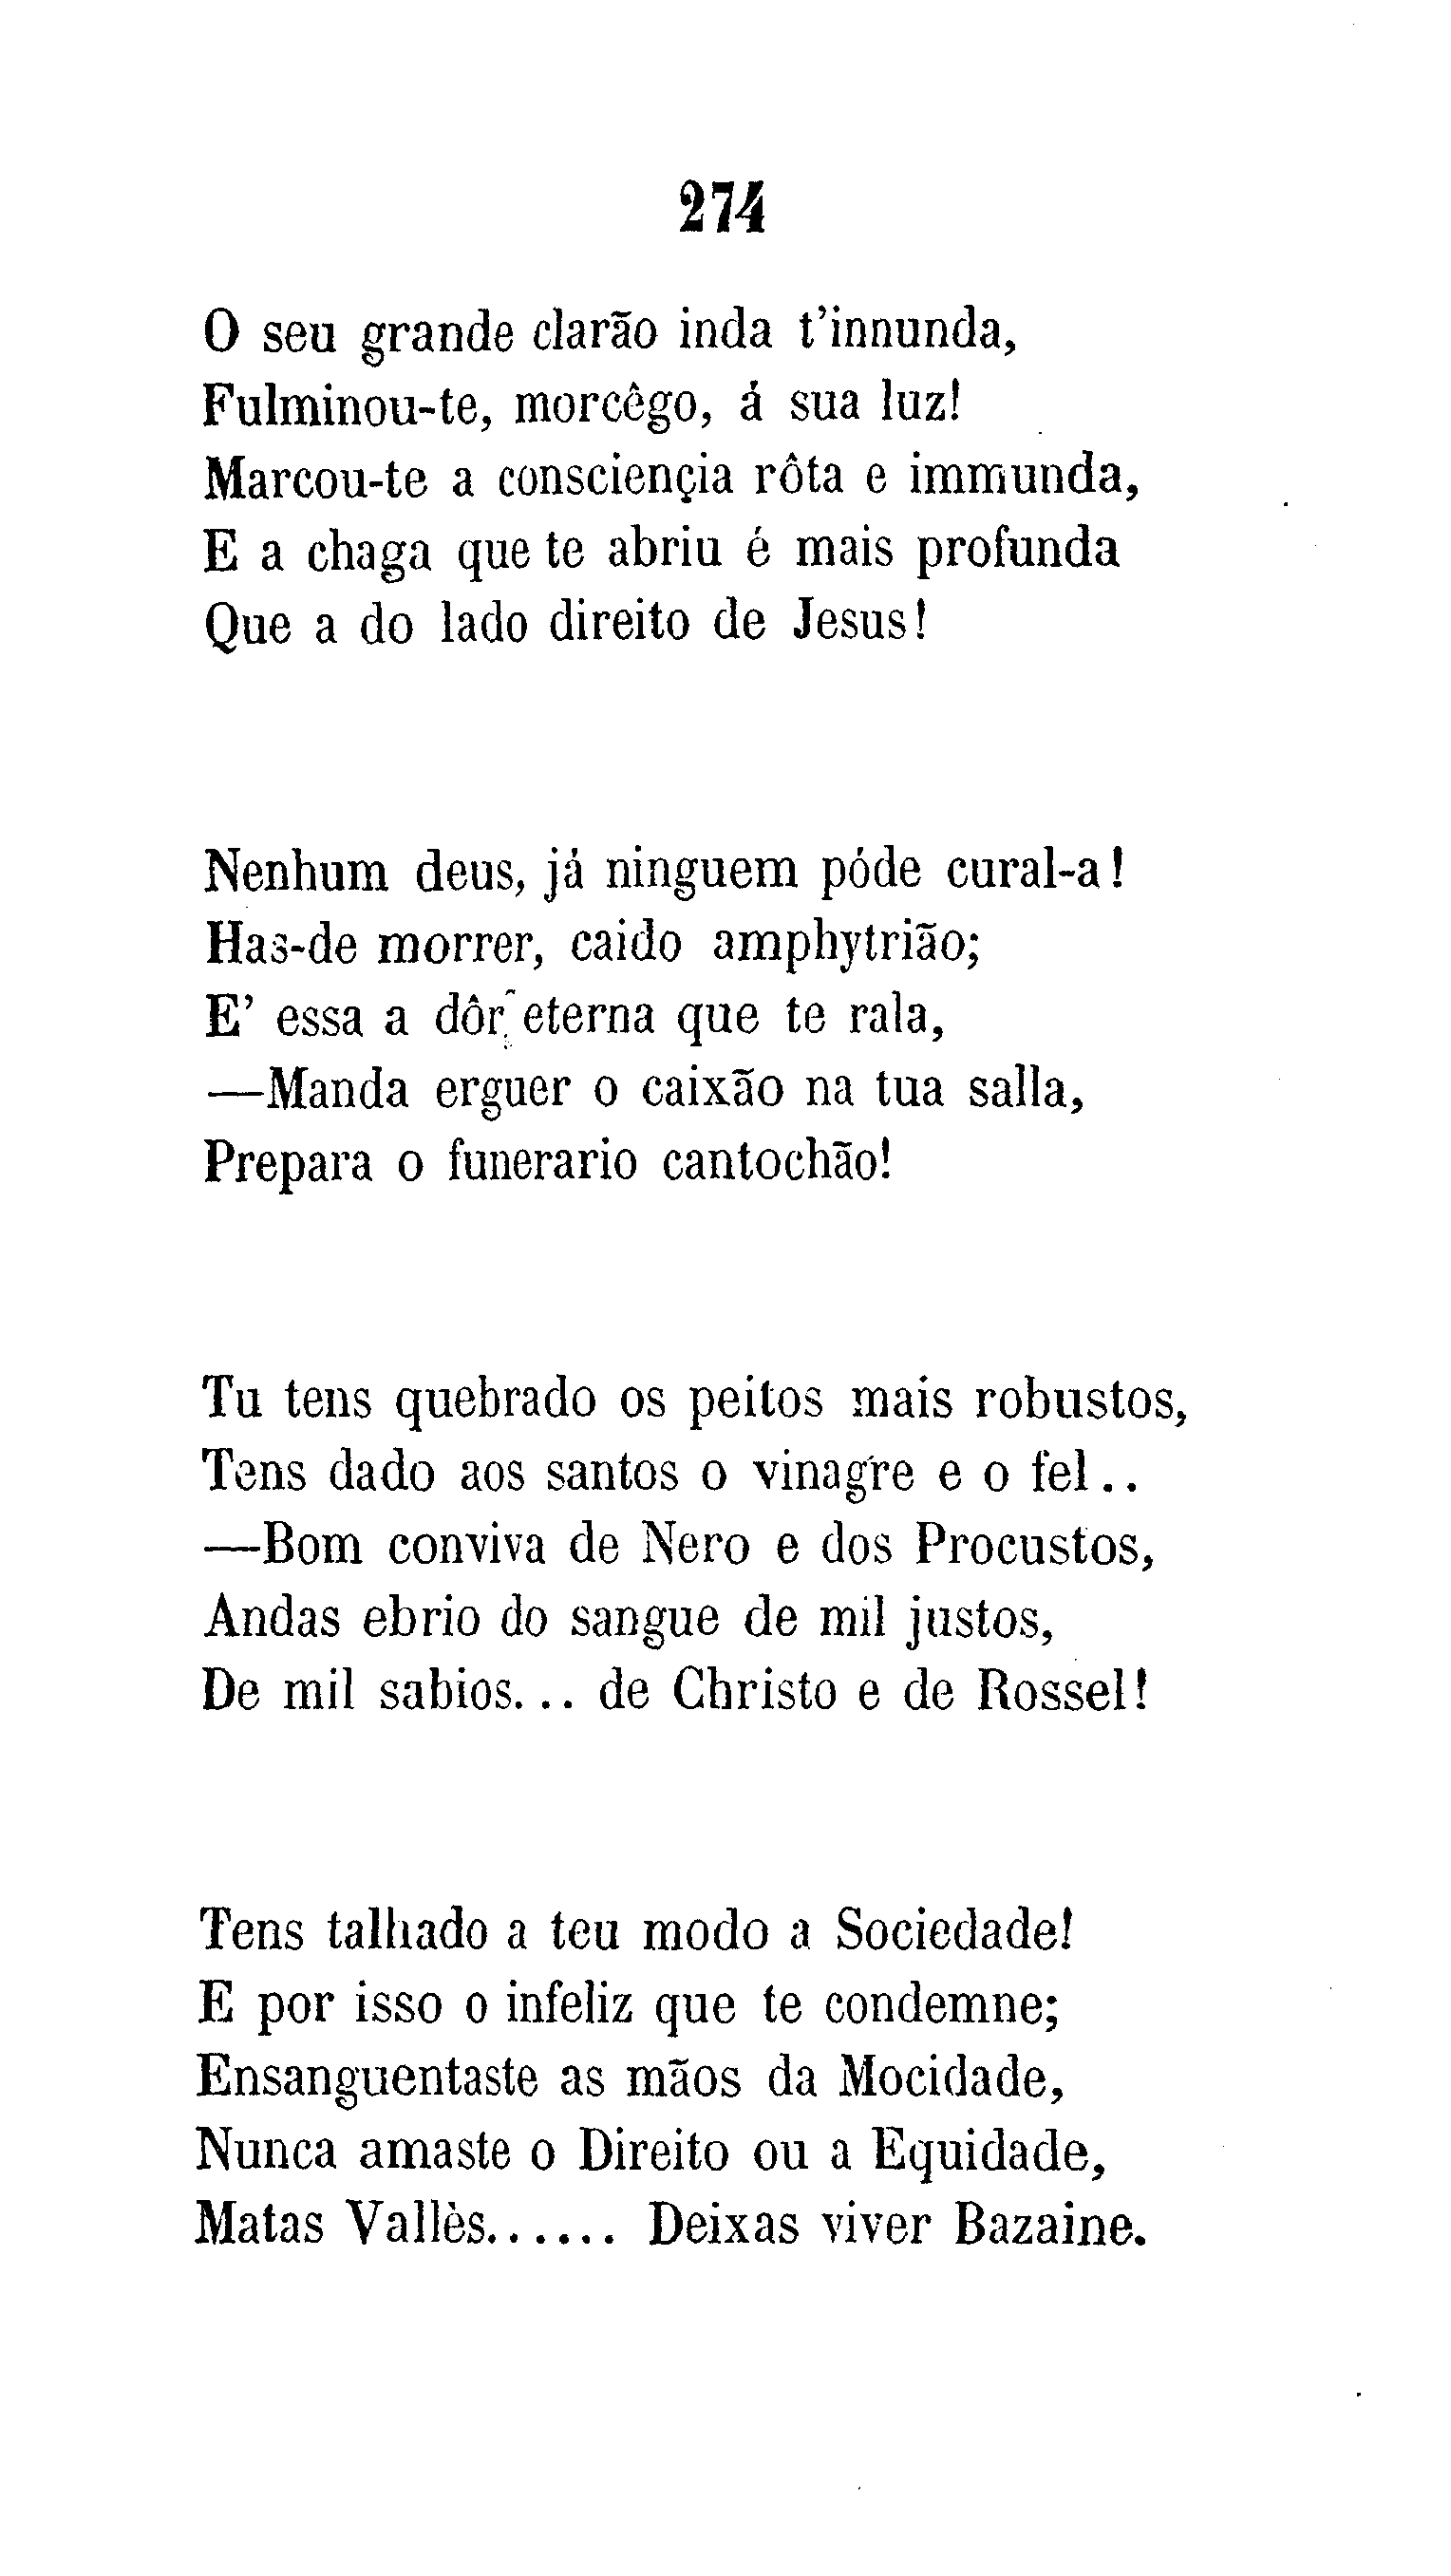 274
O seu grande clarão inda t'innunda,
Fulminou-te, morcêgo, á sua luz!
Marcou-te a consciençia rôta e immunda,
E a chaga que te abriu é mais profunda
Que a do lado direito de Jesus!
Nenhum deus, já ninguem póde cural-a!
Has-de morrer, caido amphytrião;
E' essa a dôr eterna que te rala,
—Manda erguer o caixão na tua salla,
Prepara o funerario cantochão!
Tu tens quebrado os peitos mais robustos,
Tens dado aos santos o vinagre e o fel..
—Bom conviva de Nero e dos Procustos,
Andas ebrio do sangue de mil justos,
De mil sabios... de Christo e de Rossel!
Tens talhado a teu modo a Sociedade!
E por isso o infeliz que te condemne;
Ensanguentaste as mãos da Mocidade,
Nunca amaste o Direito ou a Equidade,
Matas Vallès...... Deixas viver Bazaine.